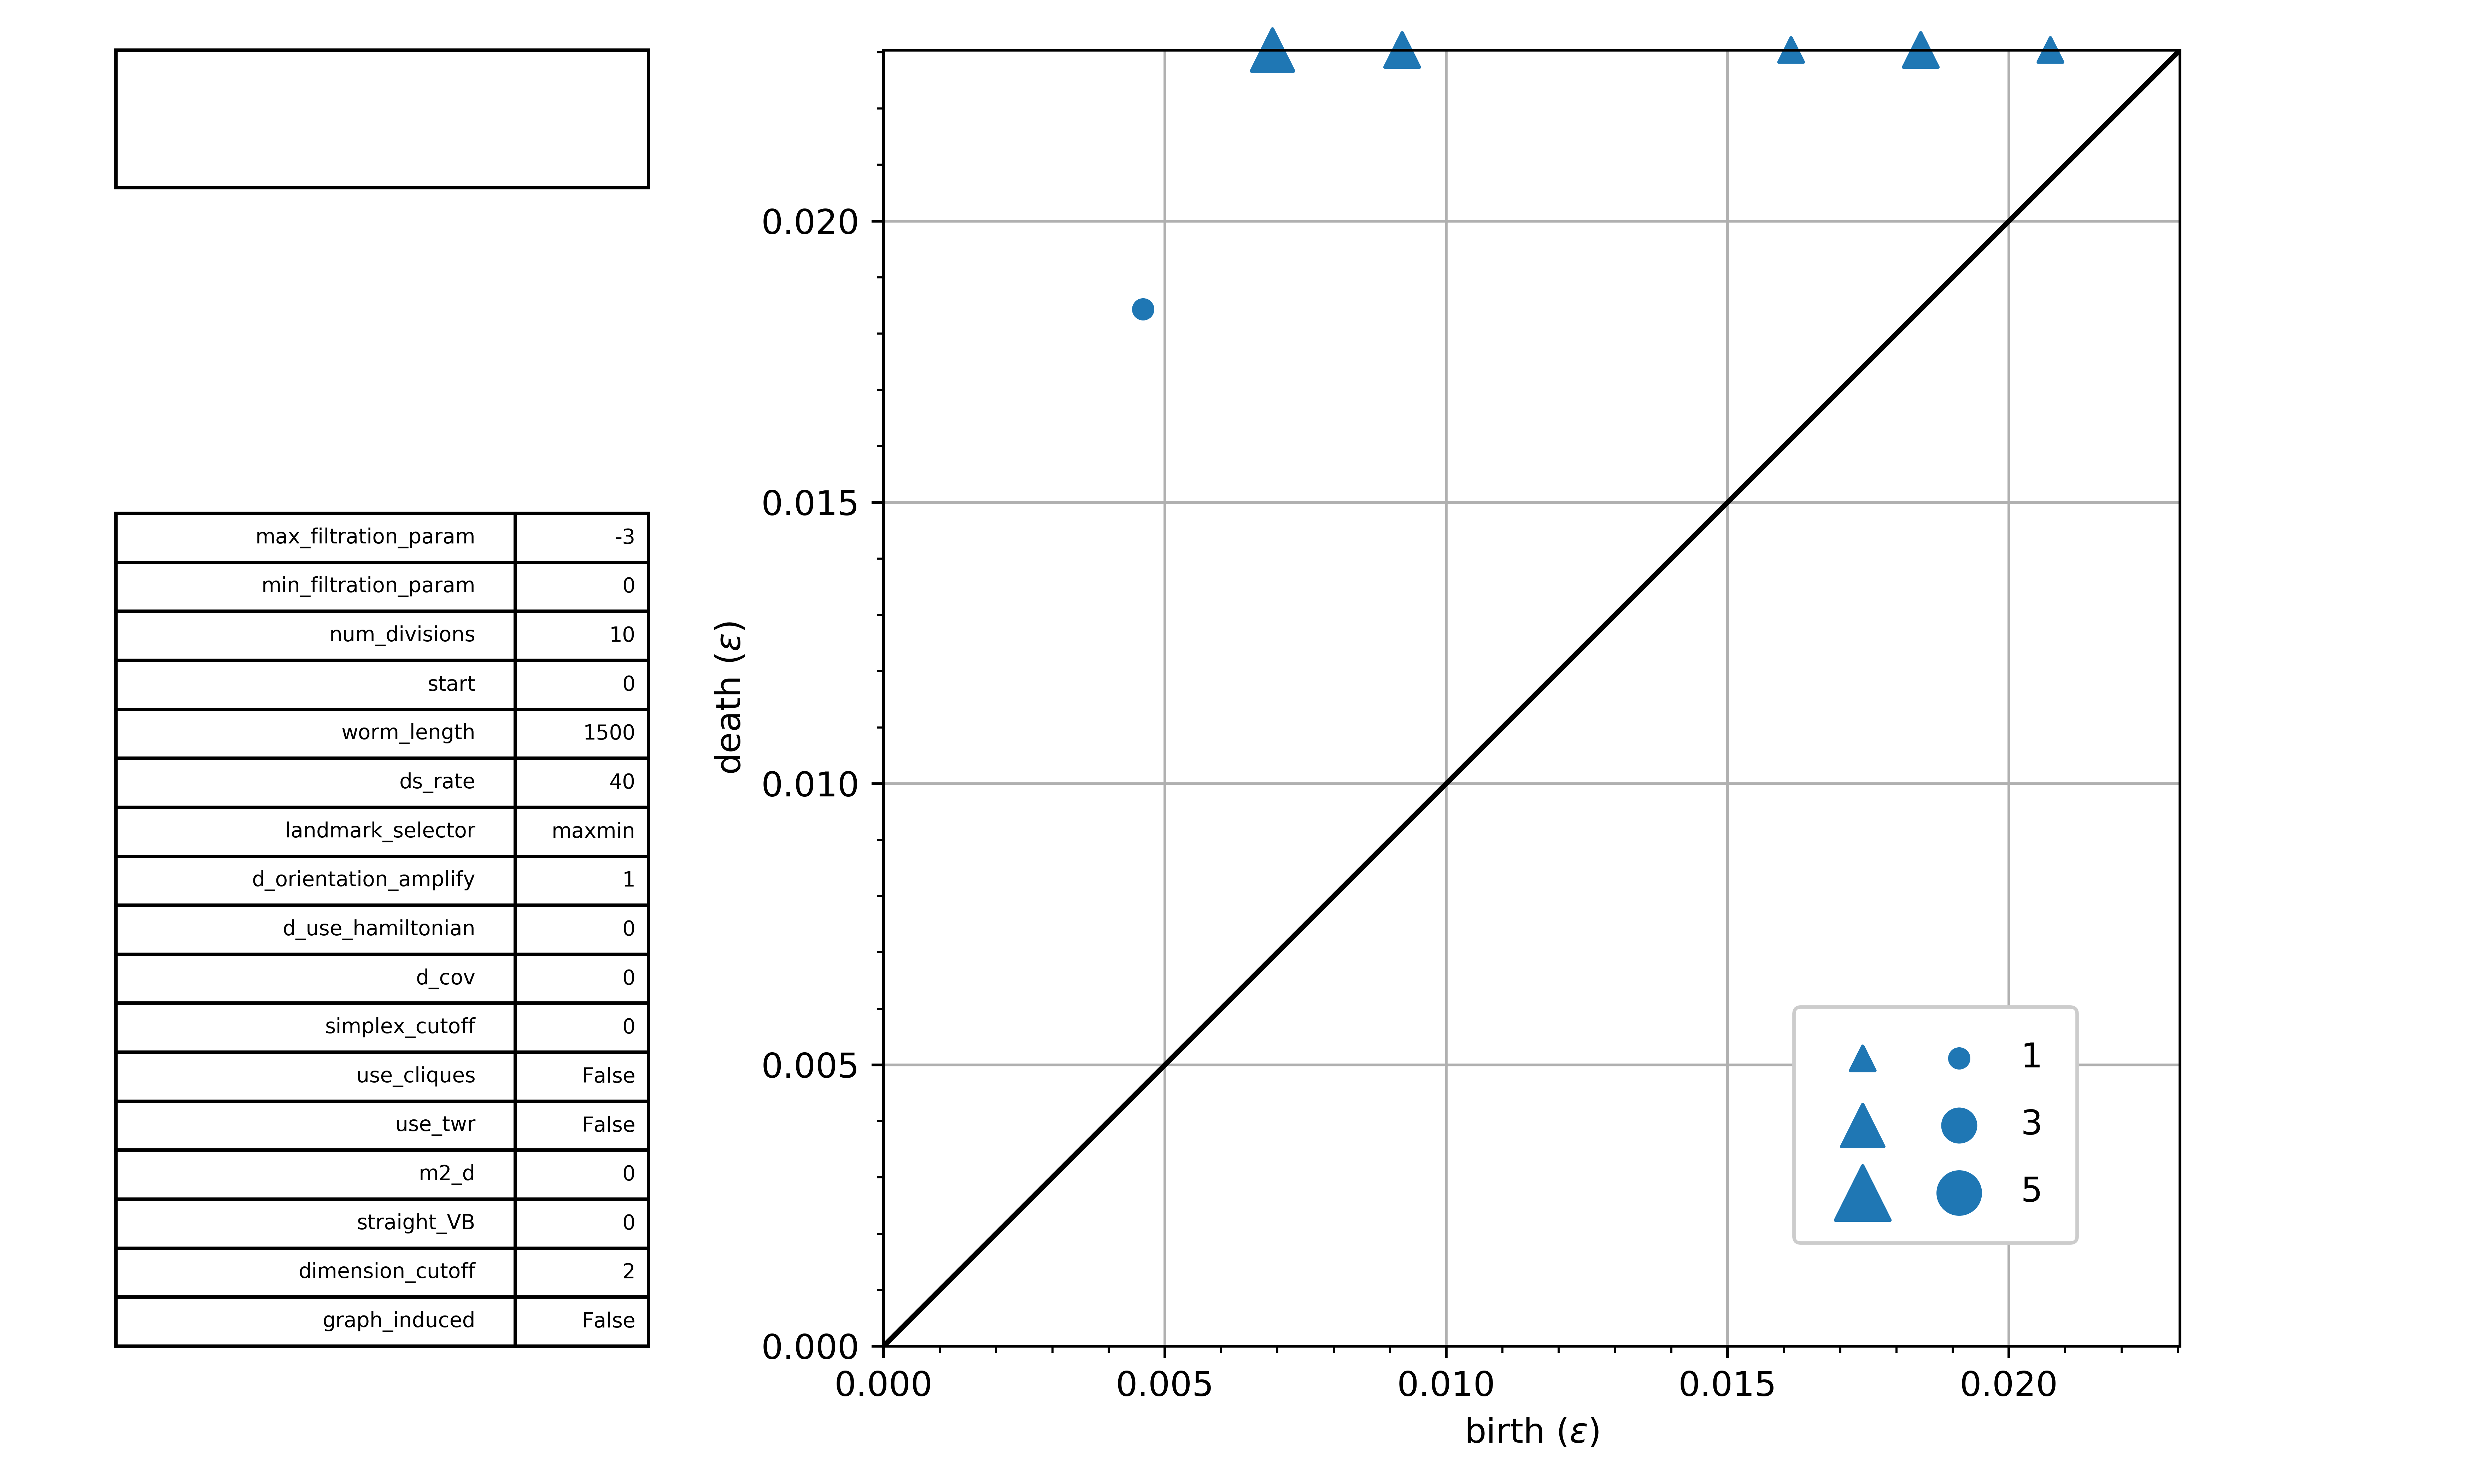 max_filtration_param -3
min_filtration_param 0
num_divisions 10
start 0
worm_length 1500
ds_rate 40
landmark_selector maxmin
d_orientation_amplify 1
d_use_hamiltonian 0
d_cov 0
simplex_cutoff 0
use_cliques False
use_twr False
m2_d 0
straight_VB 0
dimension_cutoff 2
graph_induced False
death (ε)
0.020
0.015
0.010
0.005
0.000
1
3
5
0.000 0.005 0.010 0.015 0.020
birth (ε)